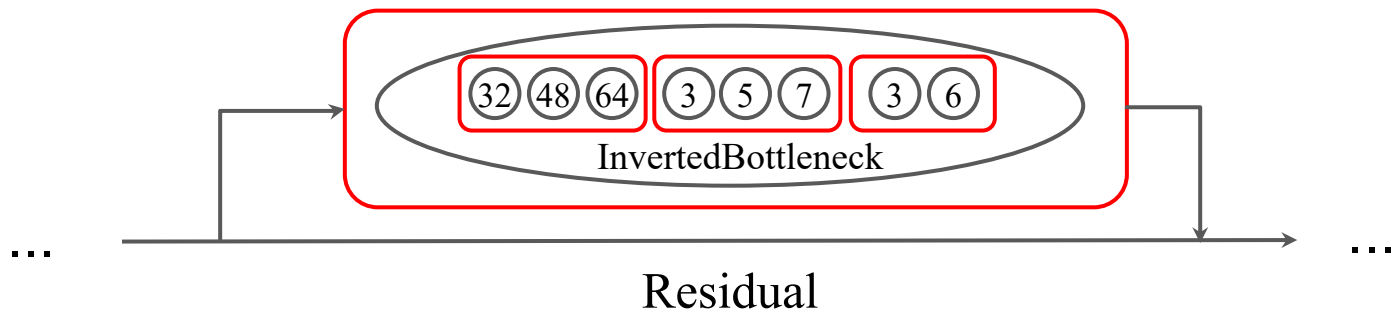 32 48 64 3 5 7 3 6
InvertedBottleneck
... ...
Residual